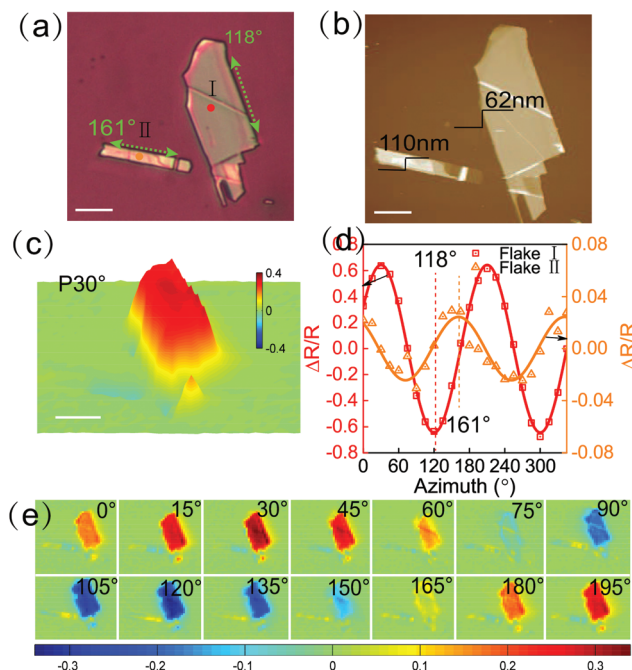 (a)
118°
I
161°
II
(b)
62nm
110nm
(c)
P30°
0.4
0
-0.4
(d)
118°
Flake I
Flake II
161°
ΔR/R
0.6
0.4
0.2
0.0
-0.2
-0.4
-0.6
-0.8
0.08
0.04
0.00
-0.04
-0.08
ΔR/R
0 60 120 180 240 300
Azimuth (°)
(e)
0° 15° 30° 45° 60° 75° 90°
105° 120° 135° 150° 165° 180° 195°
-0.3 -0.2 -0.1 0 0.1 0.2 0.3